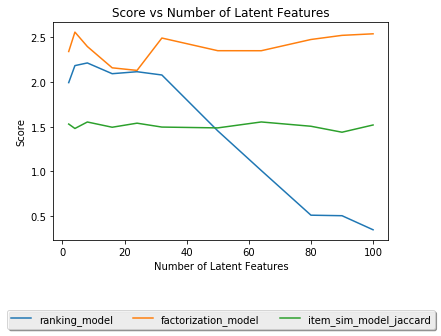 Score vs Number of Latent Features
2.5
2.0
1.5
1.0
0.5
Score
0 20 40 60 80 100
Number of Latent Features
ranking_model factorization_model item_sim_model_jaccard